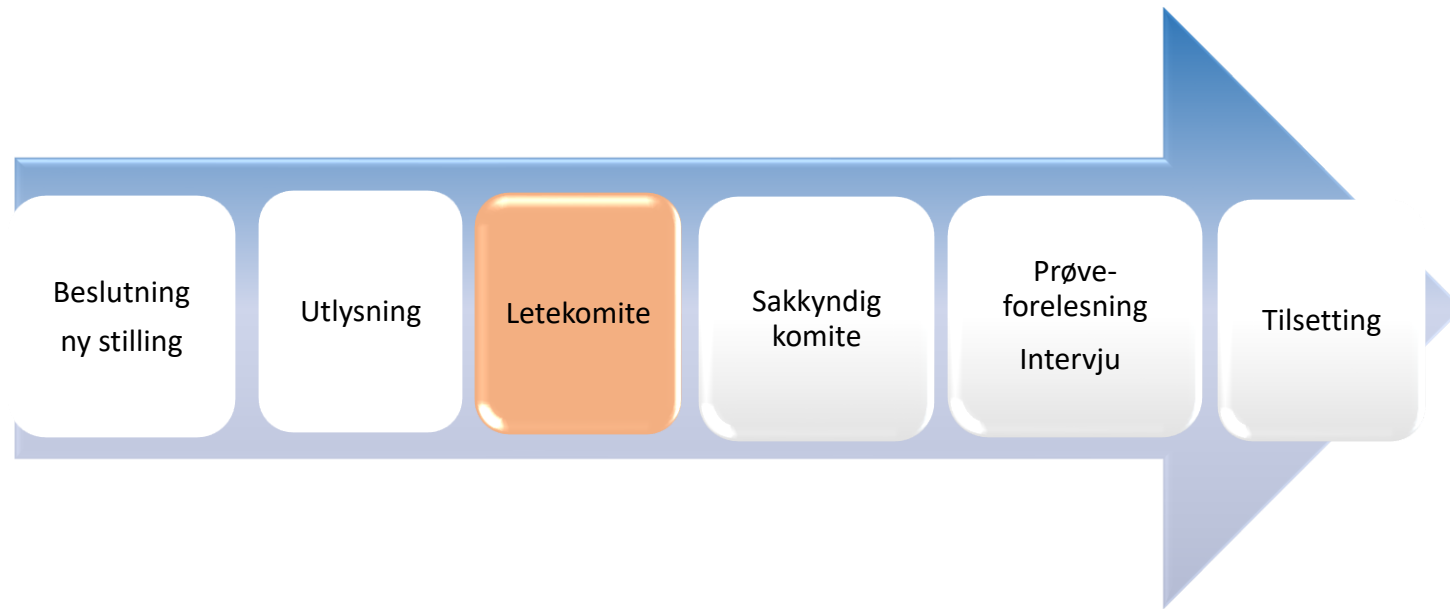 Beslutning
ny stilling
Utlysning
Letekomite
Sakkyndig
komite
Prøve-
forelesning
Intervju
Tilsetting